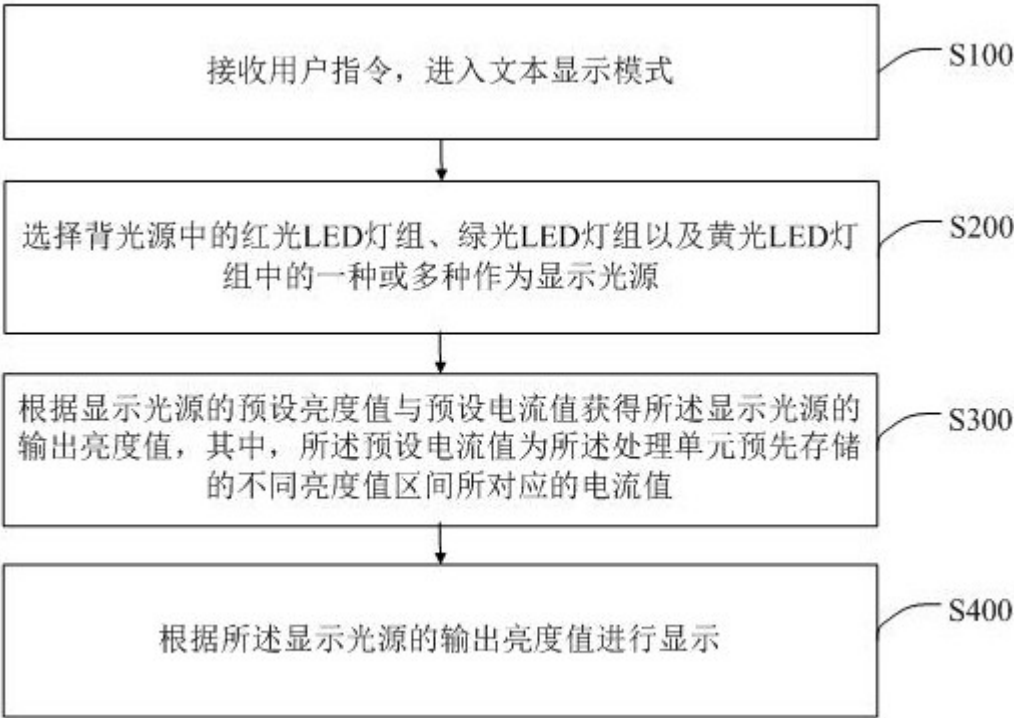 接收用户指令，进入文本显示模式
S100
选择背光源中的红光LED灯组、绿光LED灯组以及黄光LED灯
组中的一种或多种作为显示光源
S200
根据显示光源的预设亮度值与预设电流值获得所述显示光源的
输出亮度值，其中，所述预设电流值为所述处理单元预先存储
的不同亮度值区间所对应的电流值
S300
根据所述显示光源的输出亮度值进行显示
S400